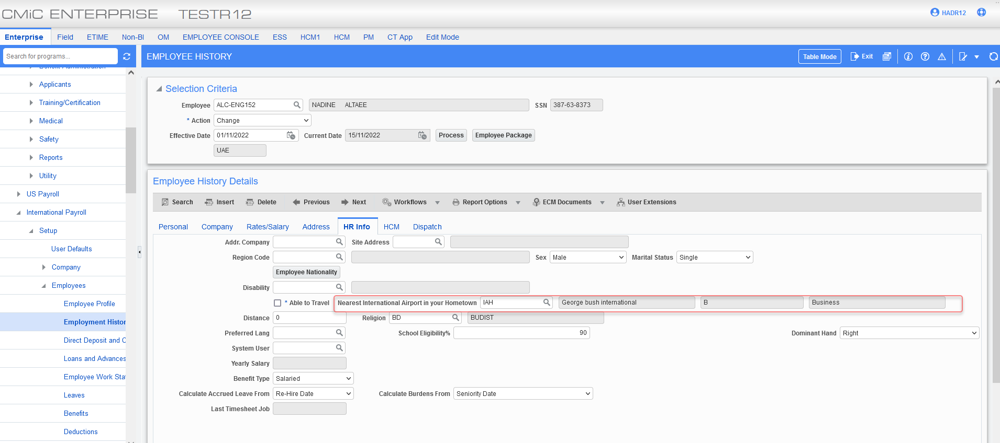 CMiC ENTERPRISE TESTR12
HADR12
Enterprise Field ETIME Non-BI OM EMPLOYEE CONSOLE ESS HCM1 HCM PM CT App Edit Mode
Search for programs...
EMPLOYEE HISTORY
Table Mode Exit
Benefit Administration
Applicants
Training/Certification
Medical
Safety
Reports
Utility
US Payroll
International Payroll
Setup
User Defaults
Company
Employees
Employee Profile
Employment Histor
Direct Deposit and C
Loans and Advances
Employee Work Stat
Leaves
Benefits
Deductions
Selection Criteria
Employee ALC-ENG152 NADINE ALTAEE SSN 387-63-8373
* Action Change
Effective Date 01/11/2022 Current Date 15/11/2022 Process Employee Package
UAE
Employee History Details
Search Insert Delete Previous Next Workflows Report Options ECM Documents User Extensions
Personal Company Rates/Salary Address HR Info HCM Dispatch
Addr. Company Site Address
Region Code Sex Male Marital Status Single
Employee Nationality
Disability
* Able to Travel Nearest International Airport in your Hometown IAH George bush international B Business
Distance 0 Religion BD BUDIST
Preferred Lang School Eligibility% 90 Dominant Hand Right
System User
Yearly Salary
Benefit Type Salaried
Calculate Accrued Leave From Re-Hire Date Calculate Burdens From Seniority Date
Last Timesheet Job